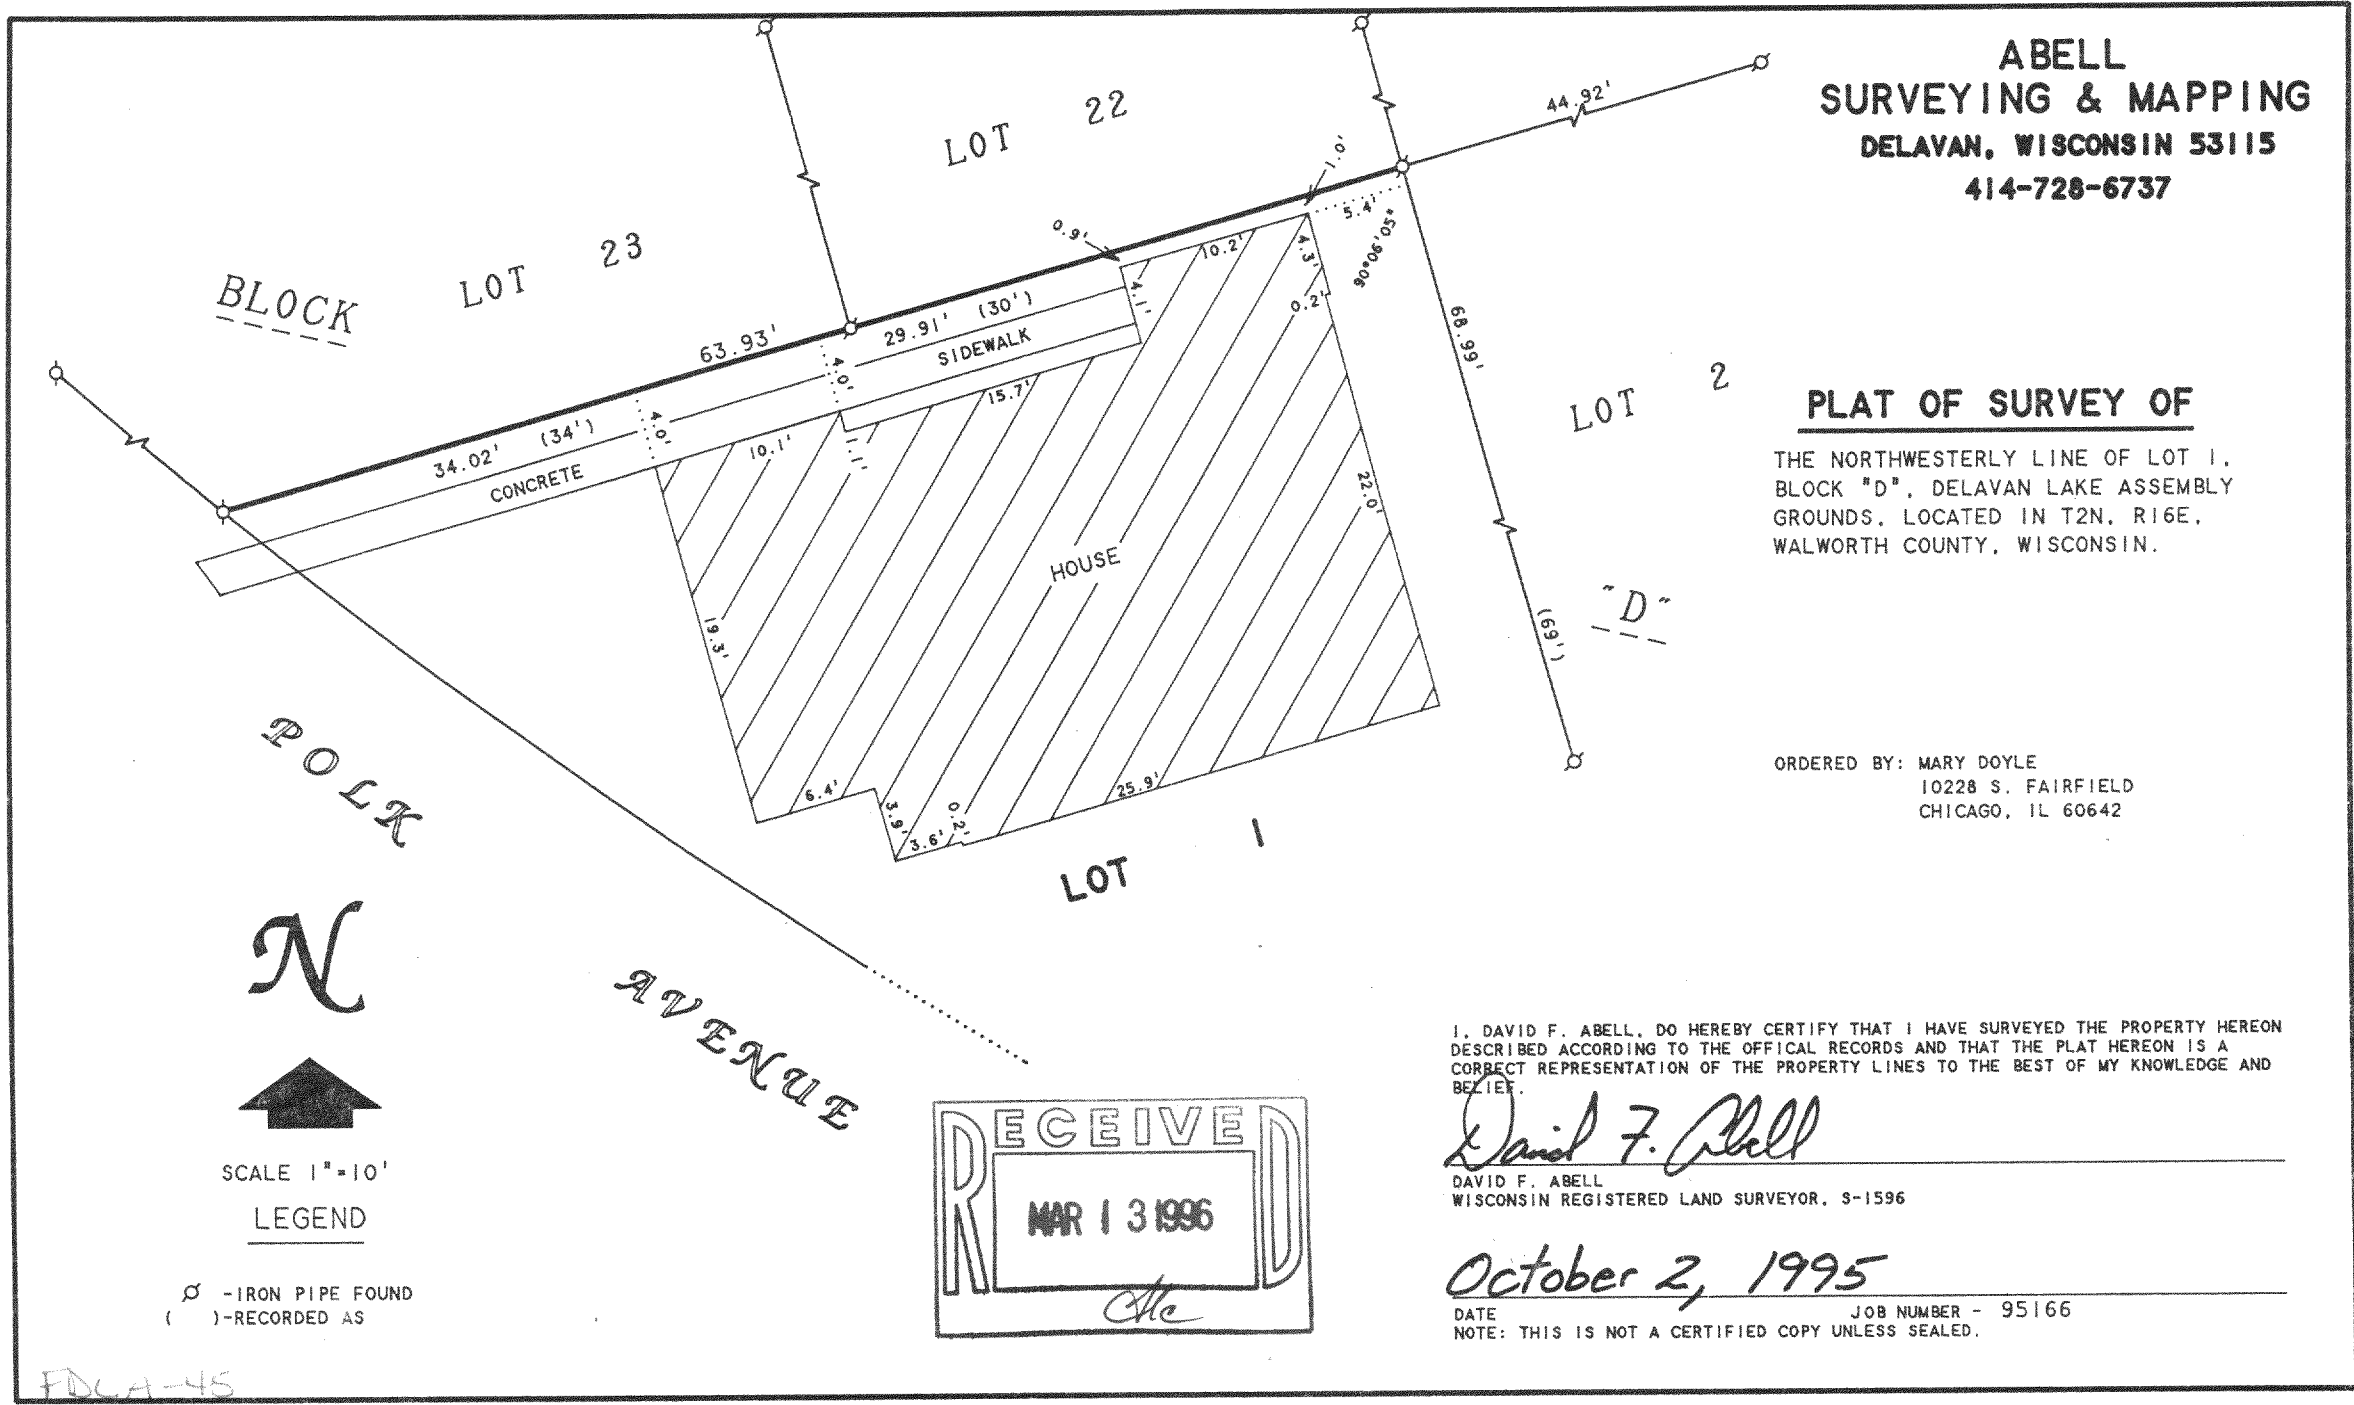 ABELL
SURVEYING & MAPPING
DELAVAN, WISCONSIN 53115
414-728-6737
LOT 22
44.92'
1.0'
LOT 23
BLOCK
0.9'
5.4'
90°06'05"
10.2'
4.3'
0.2'
4.1'
63.93'
29.91' (30')
SIDEWALK
68.99'
4.0'
15.7'
LOT 2
34.02' (34')
4.0'
10.1'
1.1'
CONCRETE
22.0'
HOUSE
19.3'
(69')
"D"
6.4'
3.9'
3.6'
0.2'
25.9'
LOT 1
POLK
AVENUE
PLAT OF SURVEY OF
THE NORTHWESTERLY LINE OF LOT 1,
BLOCK "D", DELAVAN LAKE ASSEMBLY
GROUNDS, LOCATED IN T2N, R16E,
WALWORTH COUNTY, WISCONSIN.
ORDERED BY: MARY DOYLE
10228 S. FAIRFIELD
CHICAGO, IL 60642
N
SCALE 1"=10'
LEGEND
-IRON PIPE FOUND
( )-RECORDED AS
RECEIVED
MAR 13 1996
I, DAVID F. ABELL, DO HEREBY CERTIFY THAT I HAVE SURVEYED THE PROPERTY HEREON
DESCRIBED ACCORDING TO THE OFFICAL RECORDS AND THAT THE PLAT HEREON IS A
CORRECT REPRESENTATION OF THE PROPERTY LINES TO THE BEST OF MY KNOWLEDGE AND
BELIEF.
David F. Abell
DAVID F. ABELL
WISCONSIN REGISTERED LAND SURVEYOR, S-1596
October 2, 1995
DATE JOB NUMBER - 95166
NOTE: THIS IS NOT A CERTIFIED COPY UNLESS SEALED.
FDLA-45